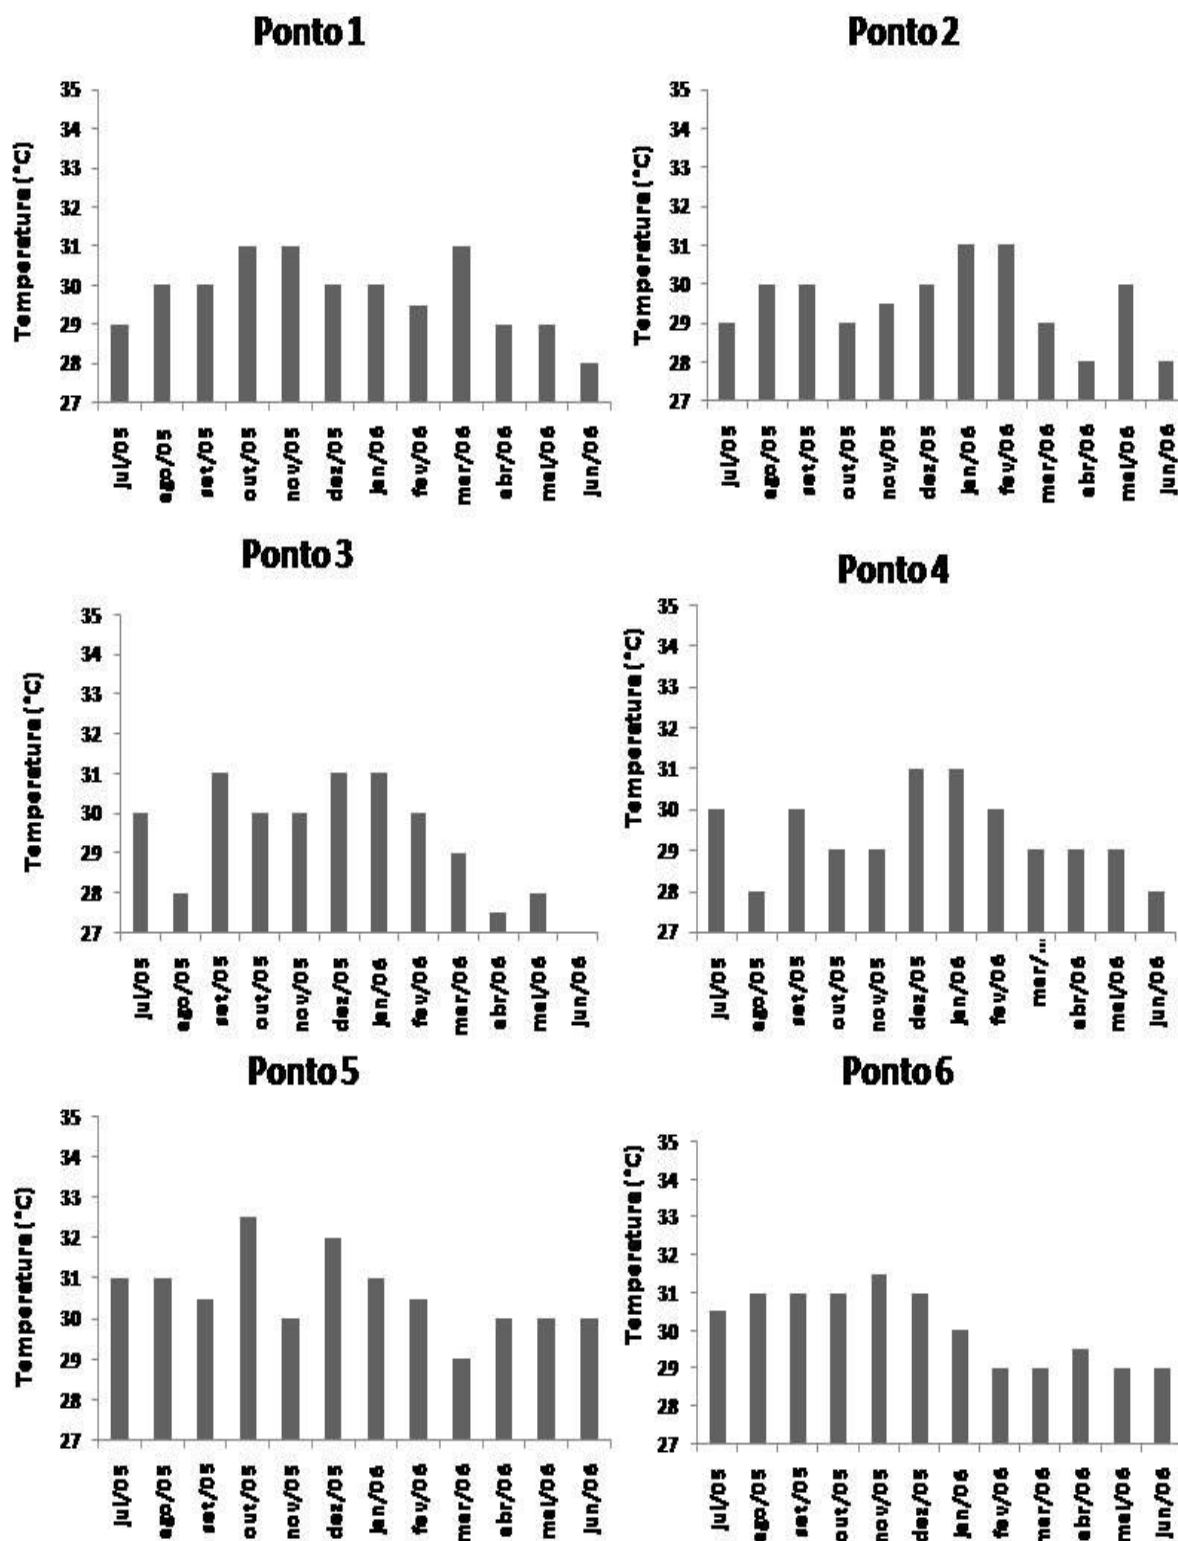 Ponto 1
Temperatura (°C)
35
34
33
32
31
30
29
28
27
jul/05
ago/05
set/05
out/05
nov/05
dez/05
jan/06
fev/06
mar/06
abr/06
mai/06
jun/06
Ponto 2
Temperatura (°C)
35
34
33
32
31
30
29
28
27
jul/05
ago/05
set/05
out/05
nov/05
dez/05
jan/06
fev/06
mar/06
abr/06
mai/06
jun/06
Ponto 3
Temperatura (°C)
35
34
33
32
31
30
29
28
27
jul/05
ago/05
set/05
out/05
nov/05
dez/05
jan/06
fev/06
mar/06
abr/06
mai/06
jun/06
Ponto 4
Temperatura (°C)
35
34
33
32
31
30
29
28
27
jul/05
ago/05
set/05
out/05
nov/05
dez/05
jan/06
fev/06
mar/...
abr/06
mai/06
jun/06
Ponto 5
Temperatura (°C)
35
34
33
32
31
30
29
28
27
jul/05
ago/05
set/05
out/05
nov/05
dez/05
jan/06
fev/06
mar/06
abr/06
mai/06
jun/06
Ponto 6
Temperatura (°C)
35
34
33
32
31
30
29
28
27
jul/05
ago/05
set/05
out/05
nov/05
dez/05
jan/06
fev/06
mar/06
abr/06
mai/06
jun/06